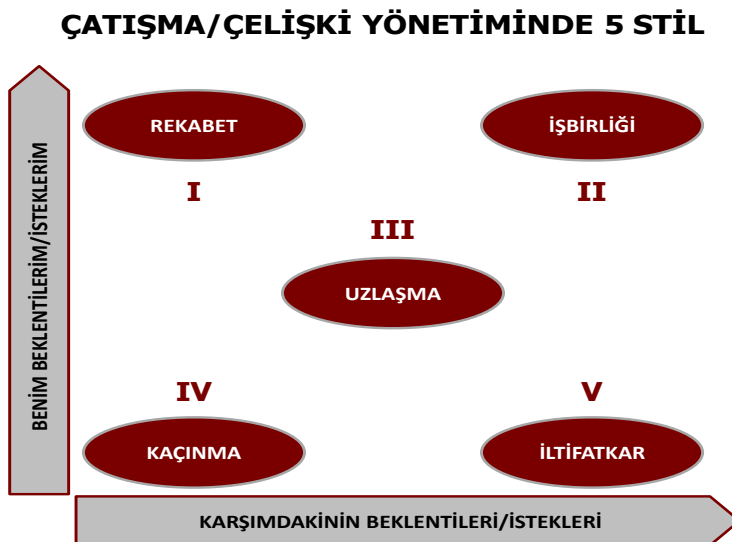 ÇATIŞMA/ÇELİŞKİ YÖNETİMİNDE 5 STİL
BENİM BEKLENTİLERİM/İSTEKLERİM
REKABET
İŞBİRLİĞİ
I
II
III
UZLAŞMA
IV
V
KAÇINMA
İLTİFATKAR
KARŞIMDAKİNİN BEKLENTİLERİ/İSTEKLERİ